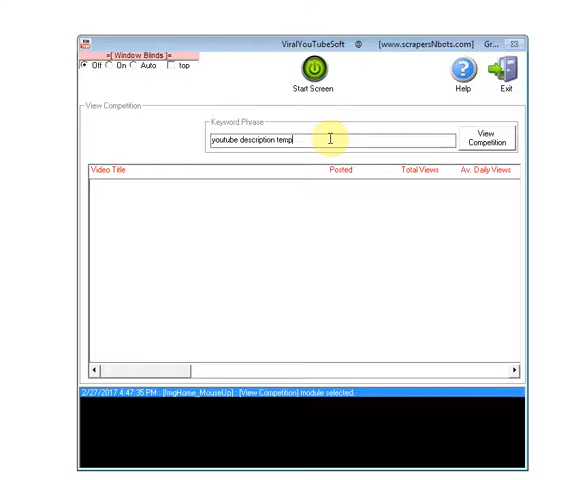 ViralYouTubeSoft @ [www.scrapersNbots.com] Gr...
=[ Window Blinds ]=
Off On Auto top
Start Screen
Help
Exit
View Competition
Keyword Phrase
youtube description temp
View
Competition
Video Title Posted Total Views Av. Daily Views
2/27/2017 4:47:35 PM : [ImgHome_MouseUp] : [View Competition] module selected.